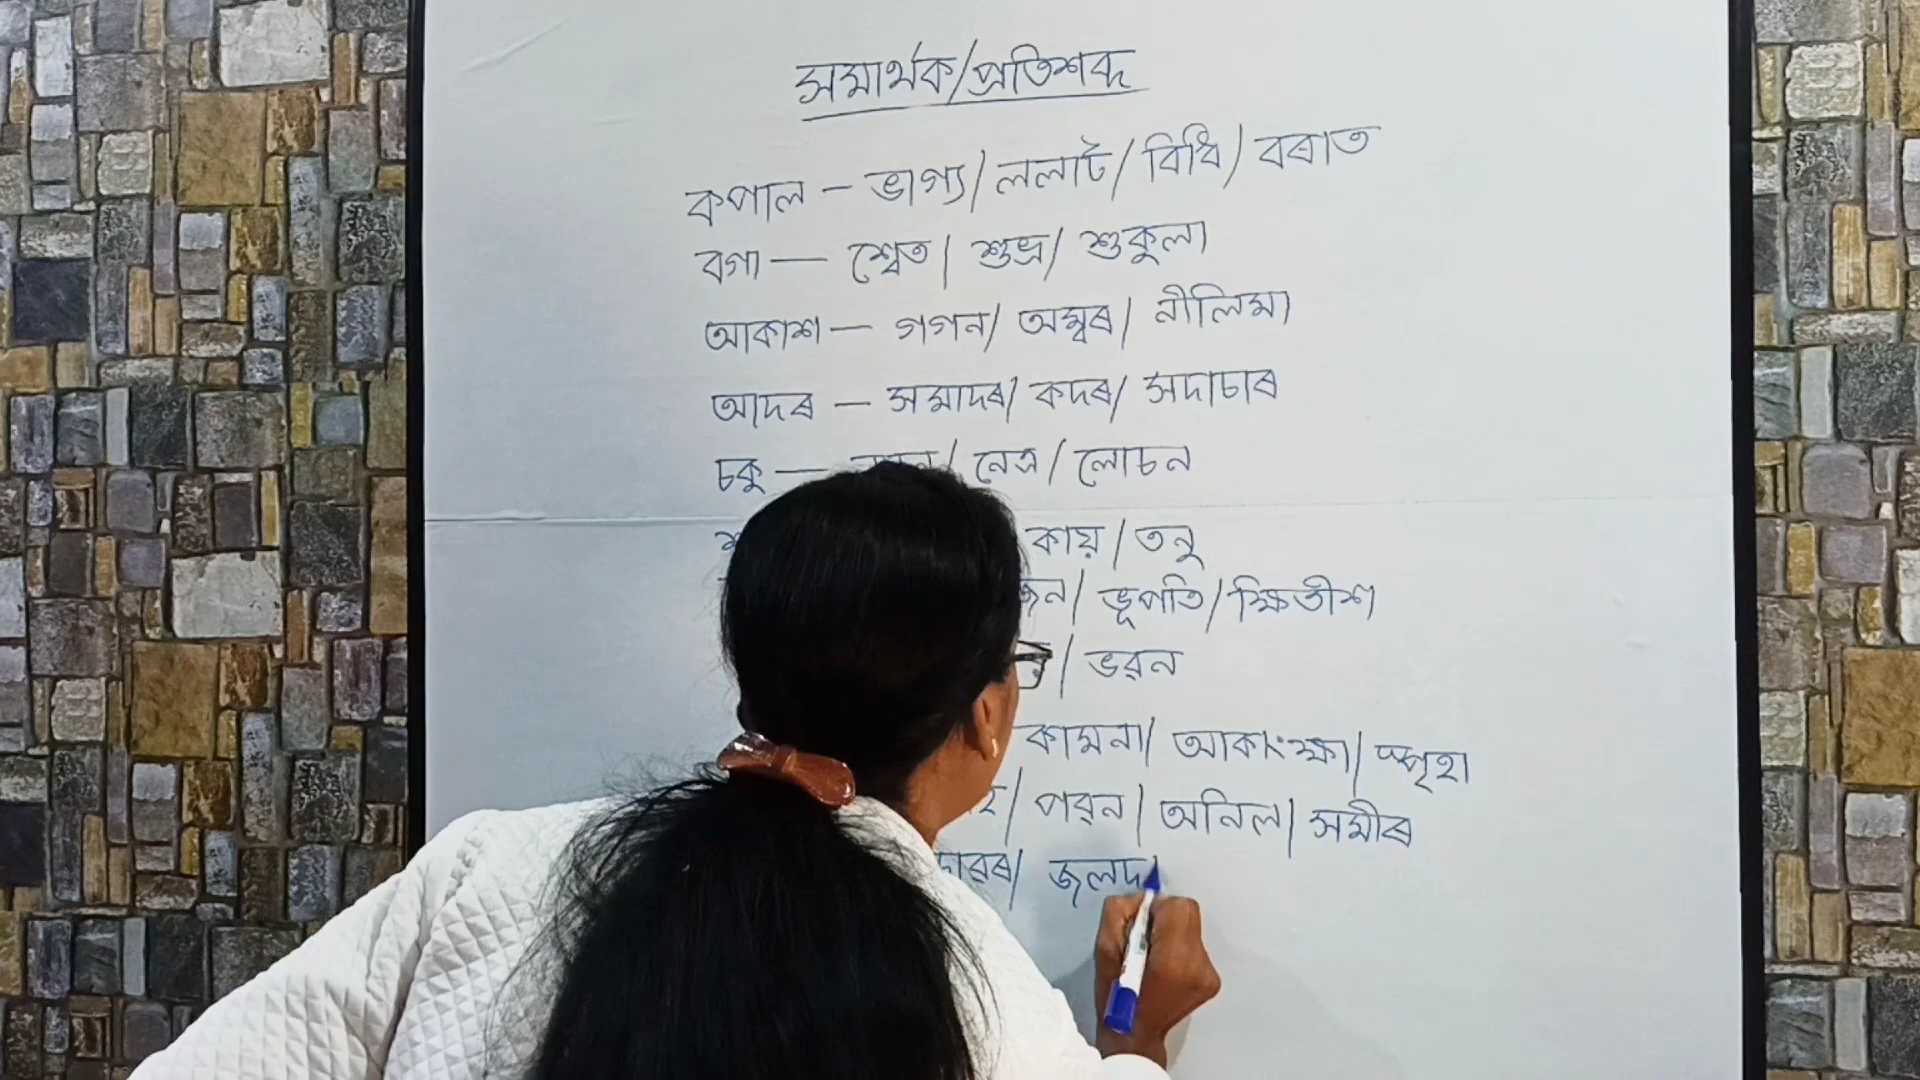 সমাৰ্থক/প্ৰতিশব্দ
কপাল – ভাগ্য/ললাট/বিধি/বৰাত
বগা — শ্বেত/শুভ্ৰ/শুকুলা
আকাশ — গগন/অম্বৰ/নীলিমা
আদৰ — সমাদৰ/কদৰ/সদাচাৰ
চকু — /নেত্ৰ/লোচন
কায়/তনু
/ভূপতি/ক্ষিতীশ
/ভৱন
কামনা/আকাংক্ষা/স্পৃহা
/পৱন/অনিল/সমীৰ
/জলদ